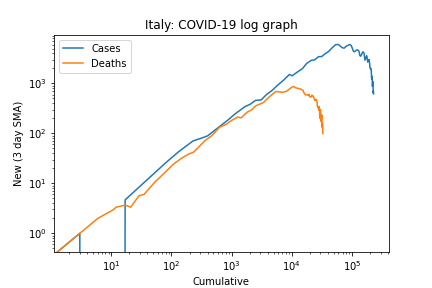 Italy: COVID-19 log graph
Cases
Deaths
New (3 day SMA)
10³
10²
10¹
10⁰
10¹ 10² 10³ 10⁴ 10⁵
Cumulative